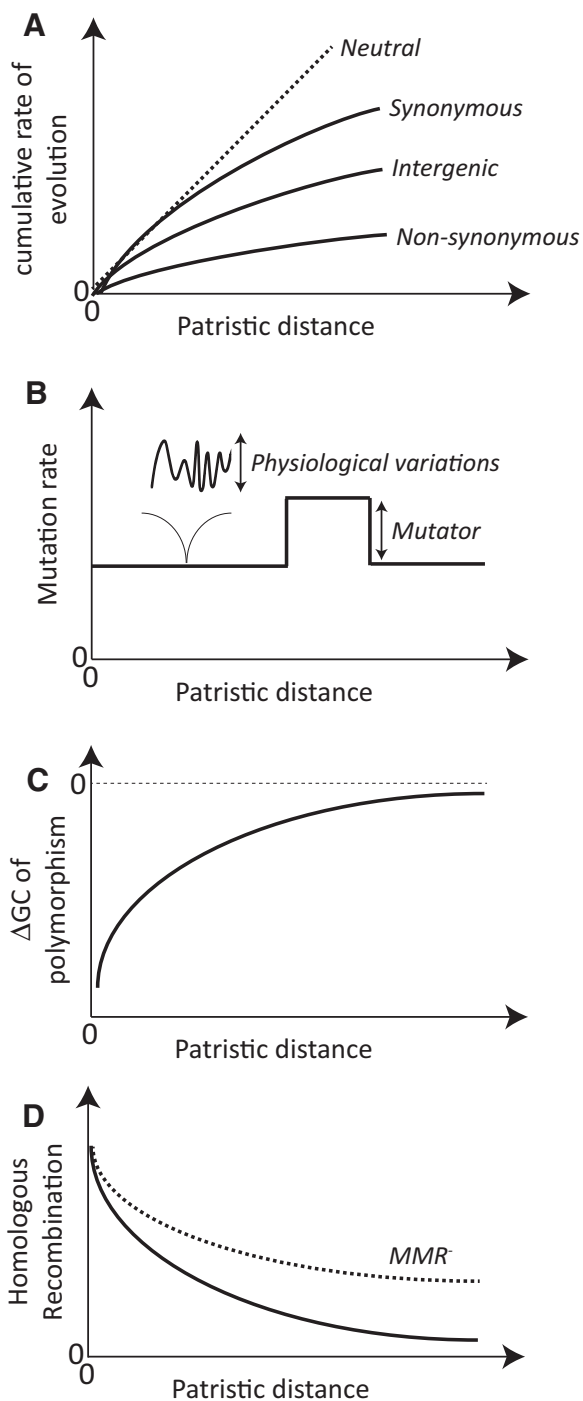 A
cumulative rate of
evolution
Neutral
Synonymous
Intergenic
Non-synonymous
0
0
Patristic distance
B
Mutation rate
Physiological variations
Mutator
0
0
Patristic distance
C
0
ΔGC of
polymorphism
0
Patristic distance
D
Homologous
Recombination
MMR-
0
0
Patristic distance